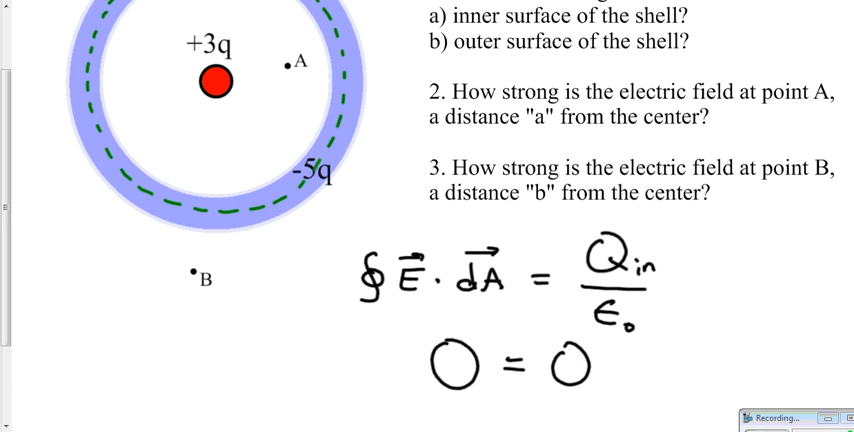 a) inner surface of the shell?
b) outer surface of the shell?
+3q
A
2. How strong is the electric field at point A,
a distance "a" from the center?
-5q
3. How strong is the electric field at point B,
a distance "b" from the center?
B
∮ E⃗ · dA⃗ = Qin / ε₀
0 = 0
Recording...